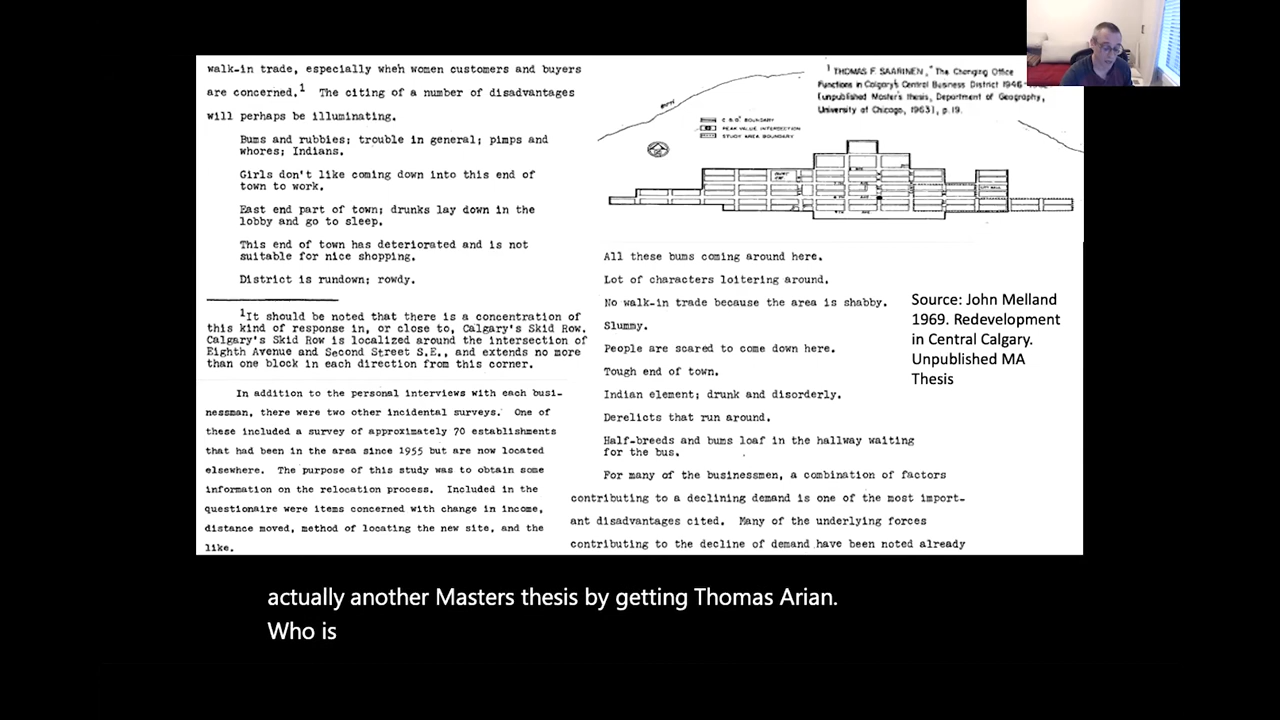 walk-in trade, especially wheh women customers and buyers
are concerned.1 The citing of a number of disadvantages
will perhaps be illuminating.
Bums and rubbies; trouble in general; pimps and
whores; Indians.
Girls don't like coming down into this end of
town to work.
East end part of town; drunks lay down in the
lobby and go to sleep.
This end of town has deteriorated and is not
suitable for nice shopping.
District is rundown; rowdy.
1It should be noted that there is a concentration of
this kind of response in, or close to, Calgary's Skid Row.
Calgary's Skid Row is localized around the intersection of
Eighth Avenue and Second Street S.E., and extends no more
than one block in each direction from this corner.
In addition to the personal interviews with each busi-
nessman, there were two other incidental surveys. One of
these included a survey of approximately 70 establishments
that had been in the area since 1955 but are now located
elsewhere. The purpose of this study was to obtain some
information on the relocation process. Included in the
questionaire were items concerned with change in income,
distance moved, method of locating the new site, and the
like.
1 THOMAS F. SAARINEN, "The Changing Office
Functions in Calgary's Central Business District 1946-
(unpublished Master's thesis, Department of Geography,
University of Chicago, 1963), p. 19.
C.B.D. BOUNDARY
PEAK VALUE INTERSECTION
STUDY AREA BOUNDARY
CITY HALL
All these bums coming around here.
Lot of characters loitering around.
No walk-in trade because the area is shabby.
Slummy.
People are scared to come down here.
Tough end of town.
Indian element; drunk and disorderly.
Derelicts that run around.
Half-breeds and bums loaf in the hallway waiting
for the bus.
For many of the businessmen, a combination of factors
contributing to a declining demand is one of the most import-
ant disadvantages cited. Many of the underlying forces
contributing to the decline of demand have been noted already
Source: John Melland
1969. Redevelopment
in Central Calgary.
Unpublished MA
Thesis
actually another Masters thesis by getting Thomas Arian.
Who is